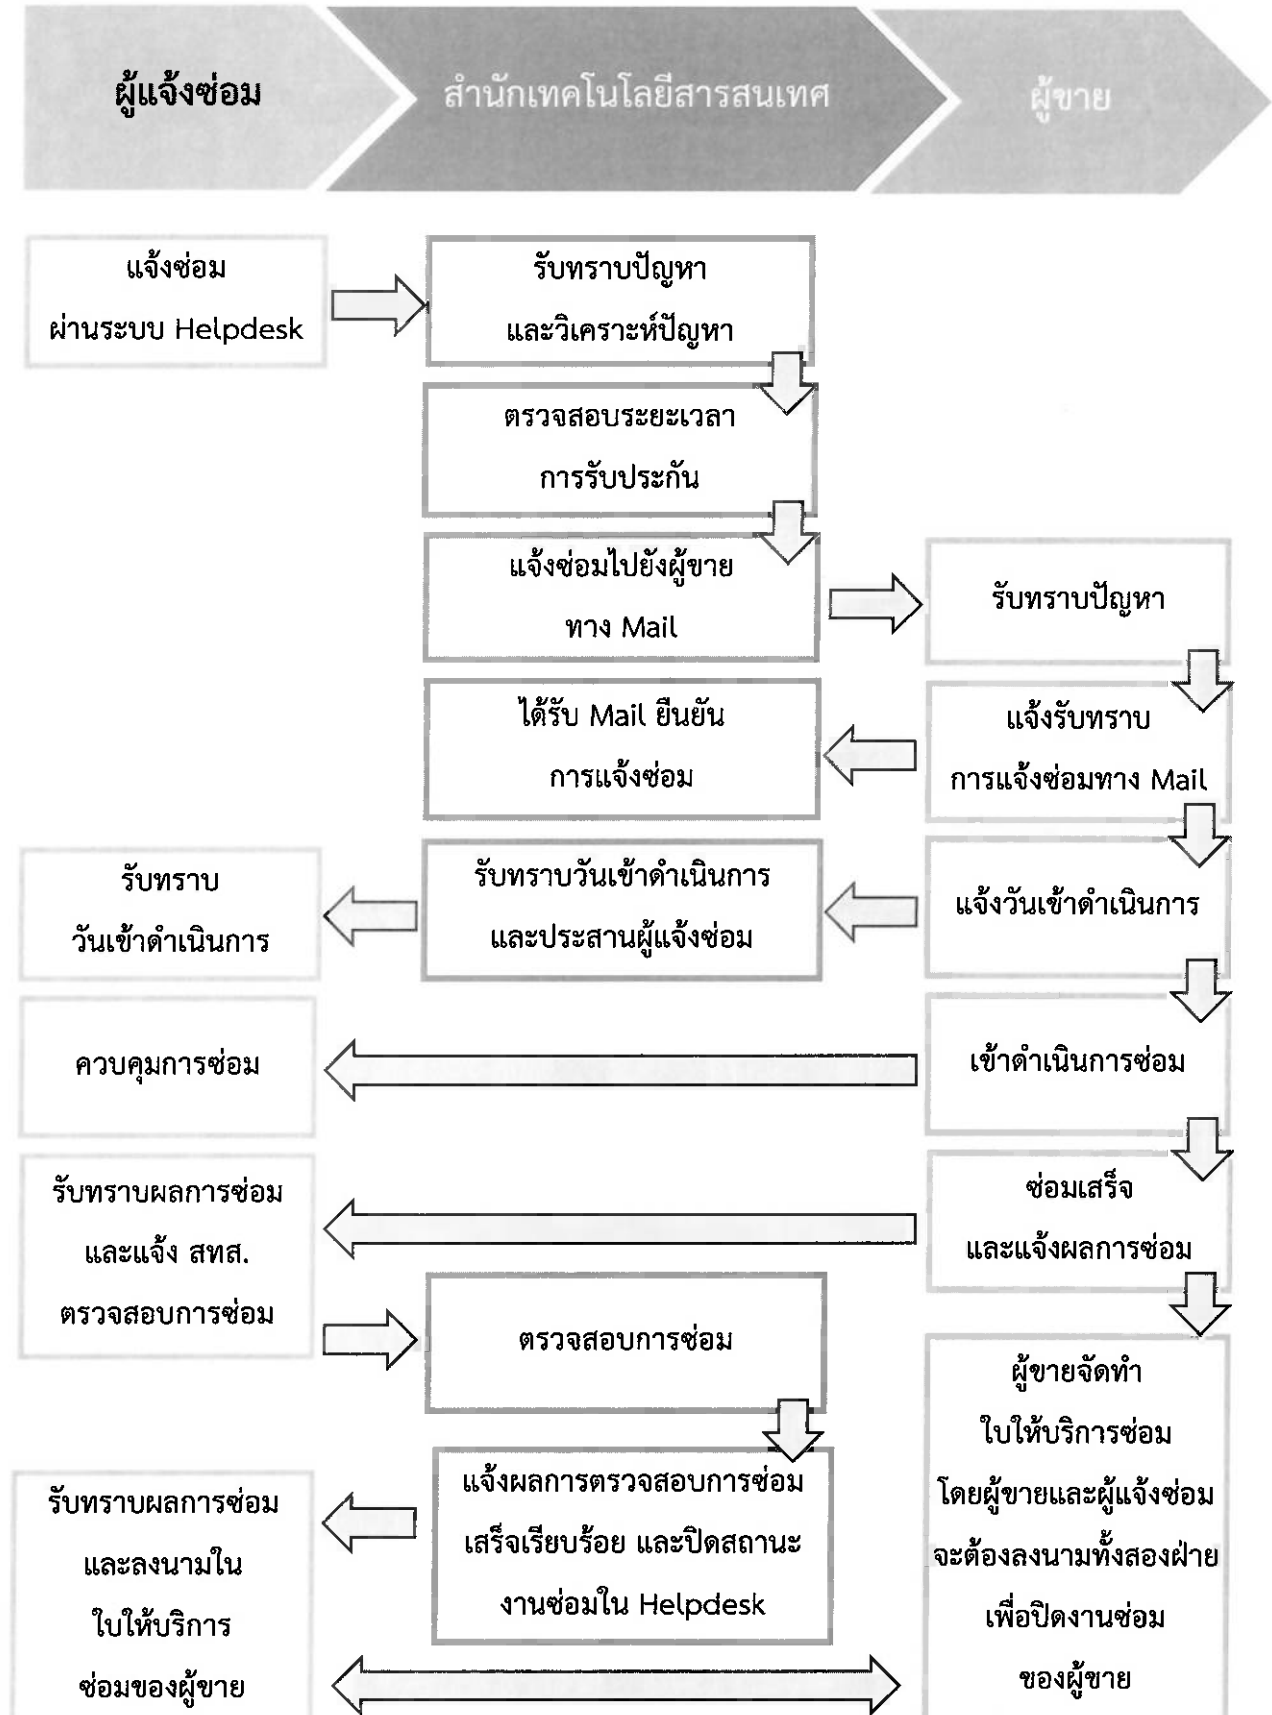 ผู้แจ้งซ่อม
สำนักเทคโนโลยีสารสนเทศ
ผู้ขาย
แจ้งซ่อม
ผ่านระบบ Helpdesk
รับทราบปัญหา
และวิเคราะห์ปัญหา
ตรวจสอบระยะเวลา
การรับประกัน
แจ้งซ่อมไปยังผู้ขาย
ทาง Mail
รับทราบปัญหา
ได้รับ Mail ยืนยัน
การแจ้งซ่อม
แจ้งรับทราบ
การแจ้งซ่อมทาง Mail
รับทราบ
วันเข้าดำเนินการ
รับทราบวันเข้าดำเนินการ
และประสานผู้แจ้งซ่อม
แจ้งวันเข้าดำเนินการ
ควบคุมการซ่อม
เข้าดำเนินการซ่อม
รับทราบผลการซ่อม
และแจ้ง สทส.
ตรวจสอบการซ่อม
ซ่อมเสร็จ
และแจ้งผลการซ่อม
ตรวจสอบการซ่อม
ผู้ขายจัดทำ
ใบให้บริการซ่อม
โดยผู้ขายและผู้แจ้งซ่อม
จะต้องลงนามทั้งสองฝ่าย
เพื่อปิดงานซ่อม
ของผู้ขาย
แจ้งผลการตรวจสอบการซ่อม
เสร็จเรียบร้อย และปิดสถานะ
งานซ่อมใน Helpdesk
รับทราบผลการซ่อม
และลงนามใน
ใบให้บริการ
ซ่อมของผู้ขาย